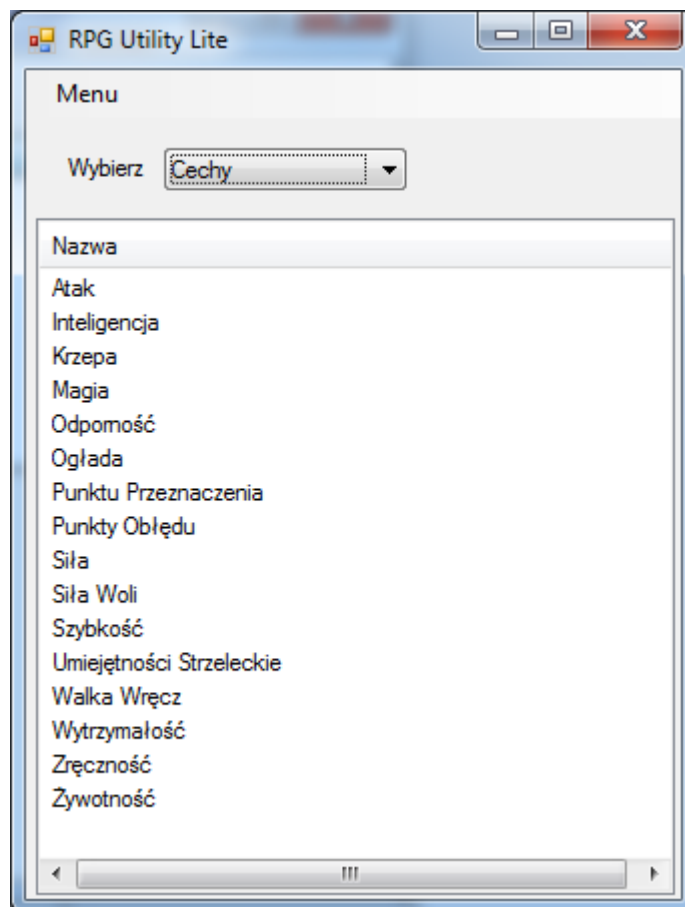 RPG Utility Lite
Menu
Wybierz Cechy
Nazwa
Atak
Inteligencja
Krzepa
Magia
Odporność
Ogłada
Punktu Przeznaczenia
Punkty Obłędu
Siła
Siła Woli
Szybkość
Umiejętności Strzeleckie
Walka Wręcz
Wytrzymałość
Zręczność
Żywotność